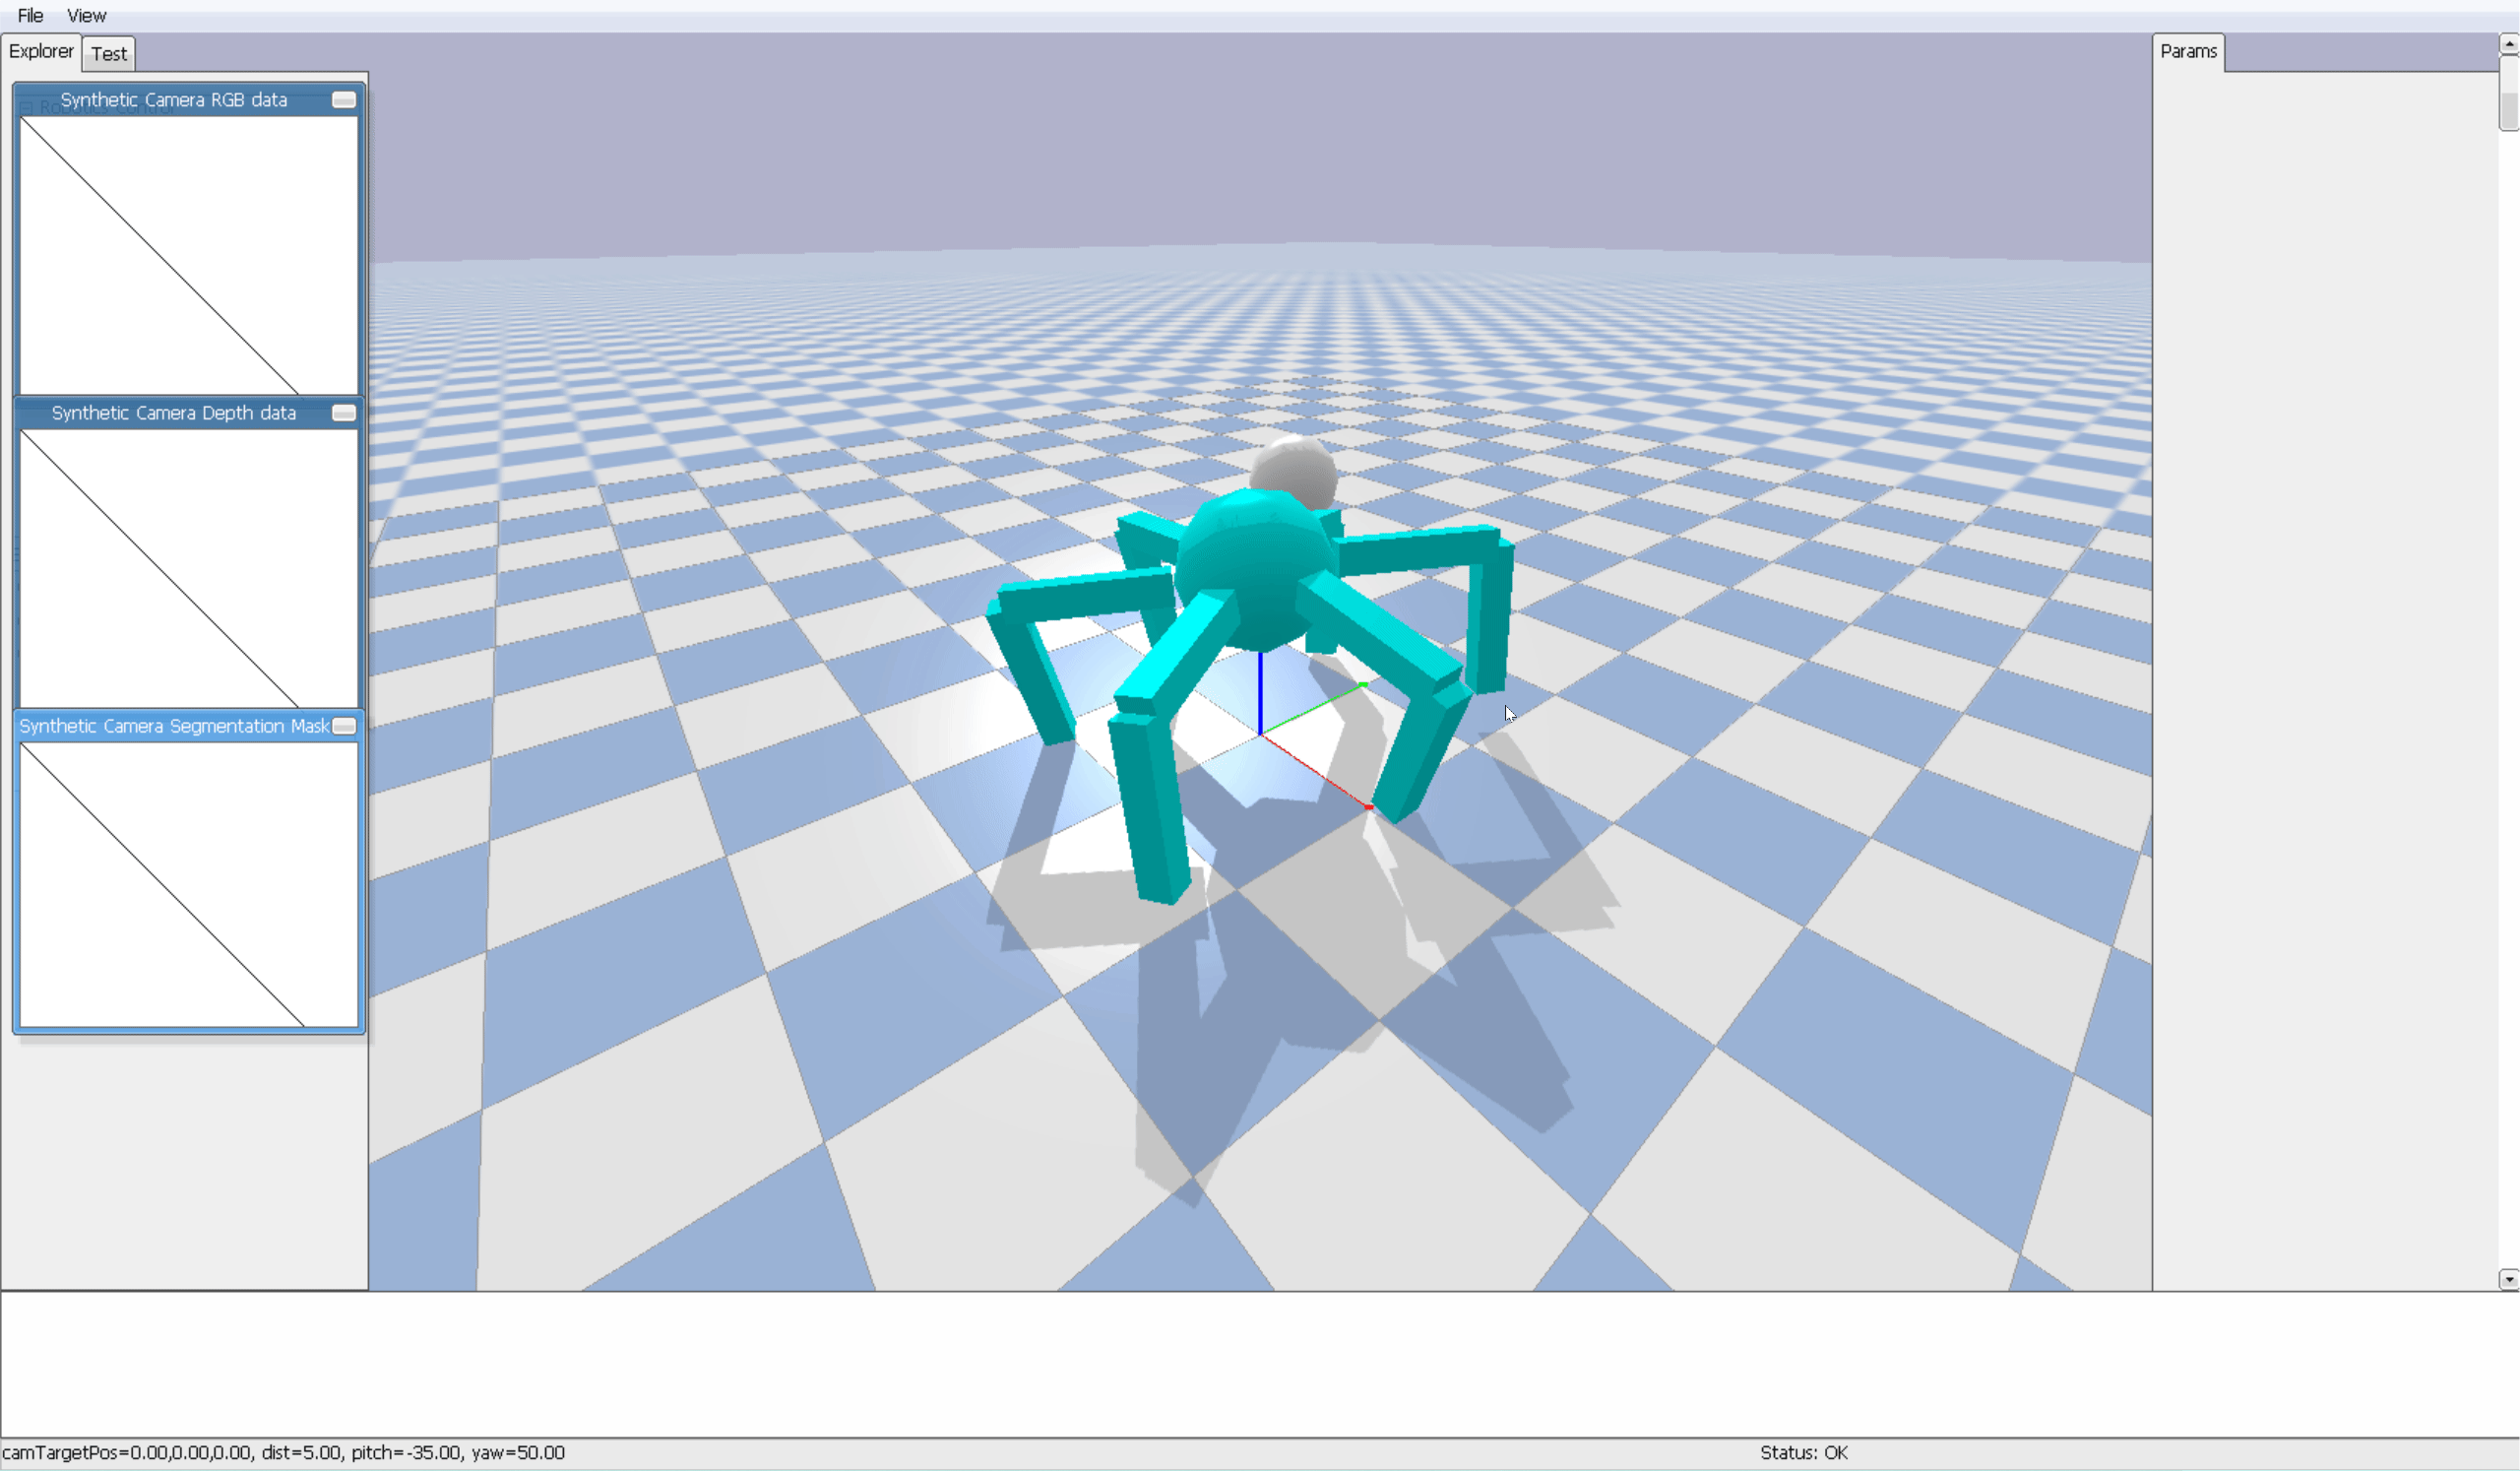 File View
Explorer Test
Params
Synthetic Camera RGB data
Synthetic Camera Depth data
Synthetic Camera Segmentation Mask
camTargetPos=0.00,0.00,0.00, dist=5.00, pitch=-35.00, yaw=50.00
Status: OK